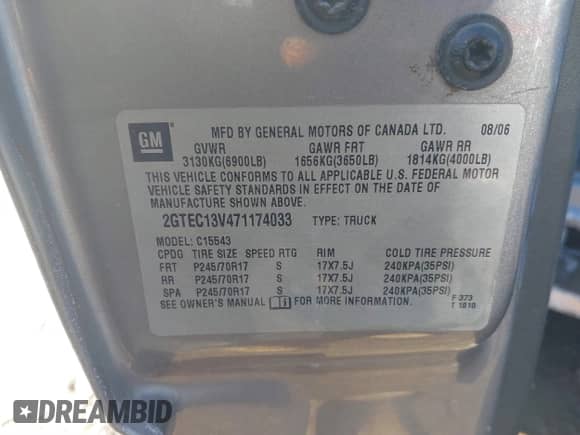 GM
MFD BY GENERAL MOTORS OF CANADA LTD. 08/06
GVWR GAWR FRT GAWR RR
3130KG(6900LB) 1656KG(3650LB) 1814KG(4000LB)
THIS VEHICLE CONFORMS TO ALL APPLICABLE U.S. FEDERAL MOTOR
VEHICLE SAFETY STANDARDS IN EFFECT ON THE DATE OF
MANUFACTURE SHOWN ABOVE.
2GTEC13V471174033 TYPE: TRUCK
MODEL: C15543
CPDG TIRE SIZE SPEED RTG RIM COLD TIRE PRESSURE
FRT P245/70R17 S 17X7.5J 240KPA(35PSI)
RR P245/70R17 S 17X7.5J 240KPA(35PSI)
SPA P245/70R17 S 17X7.5J 240KPA(35PSI)
SEE OWNER'S MANUAL FOR MORE INFORMATION.
F 373
T 1818
DREAMBID